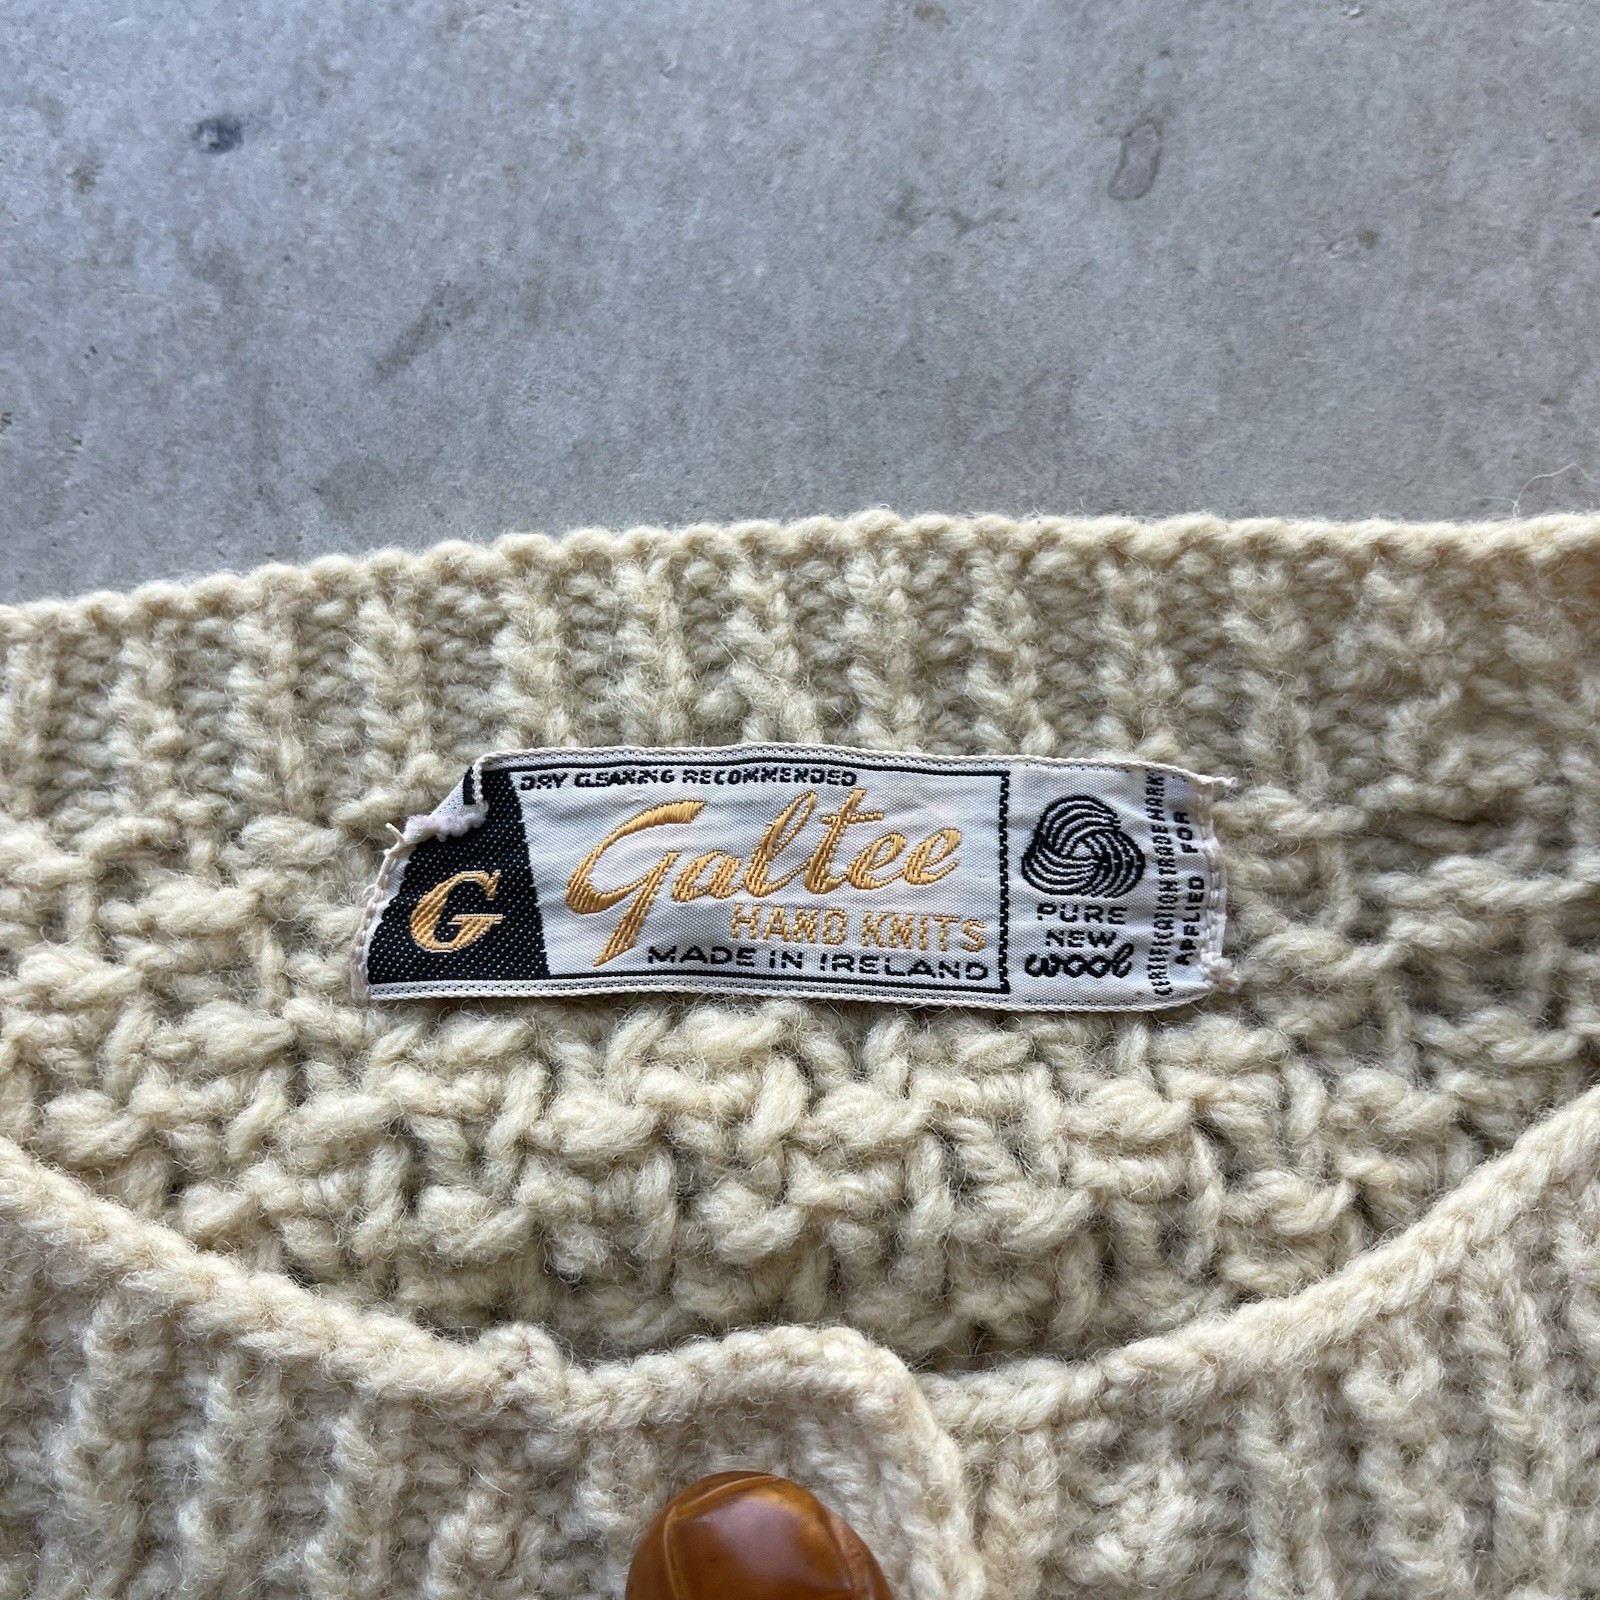 DRY CLEANING RECOMMENDED
G
Galtee
HAND KNITS
MADE IN IRELAND
PURE
NEW
wool
CERTIFICATION TRADE MARK
APPLIED FOR